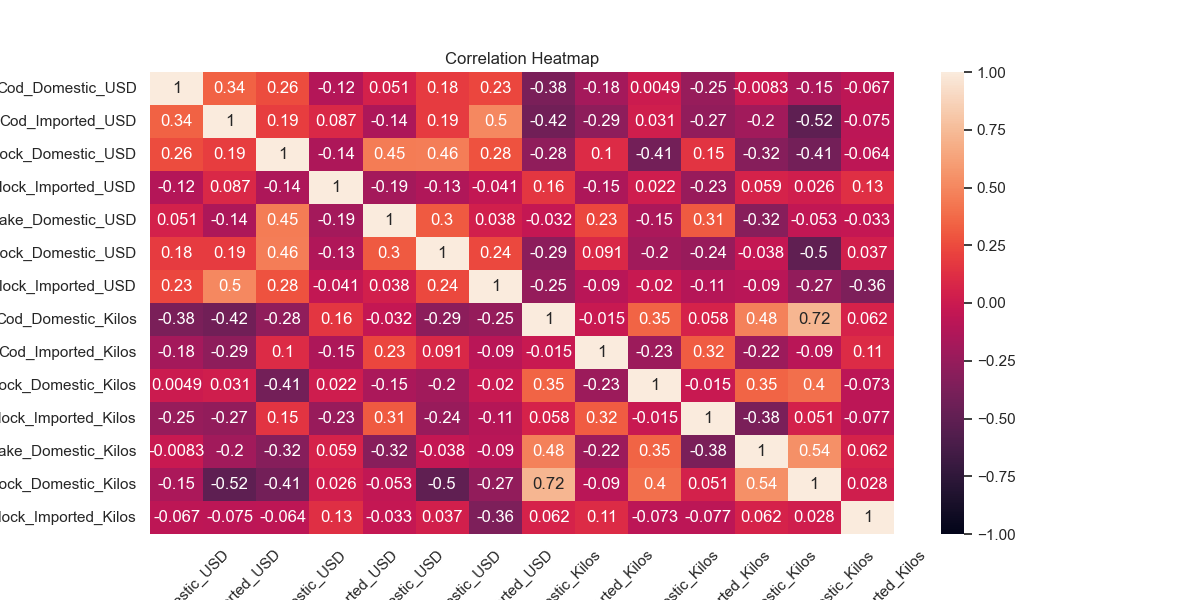 Correlation Heatmap
Cod_Domestic_USD 1 0.34 0.26 -0.12 0.051 0.18 0.23 -0.38 -0.18 0.0049 -0.25 -0.0083 -0.15 -0.067
Cod_Imported_USD 0.34 1 0.19 0.087 -0.14 0.19 0.5 -0.42 -0.29 0.031 -0.27 -0.2 -0.52 -0.075
ock_Domestic_USD 0.26 0.19 1 -0.14 0.45 0.46 0.28 -0.28 0.1 -0.41 0.15 -0.32 -0.41 -0.064
lock_Imported_USD -0.12 0.087 -0.14 1 -0.19 -0.13 -0.041 0.16 -0.15 0.022 -0.23 0.059 0.026 0.13
ake_Domestic_USD 0.051 -0.14 0.45 -0.19 1 0.3 0.038 -0.032 0.23 -0.15 0.31 -0.32 -0.053 -0.033
ock_Domestic_USD 0.18 0.19 0.46 -0.13 0.3 1 0.24 -0.29 0.091 -0.2 -0.24 -0.038 -0.5 0.037
lock_Imported_USD 0.23 0.5 0.28 -0.041 0.038 0.24 1 -0.25 -0.09 -0.02 -0.11 -0.09 -0.27 -0.36
Cod_Domestic_Kilos -0.38 -0.42 -0.28 0.16 -0.032 -0.29 -0.25 1 -0.015 0.35 0.058 0.48 0.72 0.062
Cod_Imported_Kilos -0.18 -0.29 0.1 -0.15 0.23 0.091 -0.09 -0.015 1 -0.23 0.32 -0.22 -0.09 0.11
ock_Domestic_Kilos 0.0049 0.031 -0.41 0.022 -0.15 -0.2 -0.02 0.35 -0.23 1 -0.015 0.35 0.4 -0.073
lock_Imported_Kilos -0.25 -0.27 0.15 -0.23 0.31 -0.24 -0.11 0.058 0.32 -0.015 1 -0.38 0.051 -0.077
ake_Domestic_Kilos -0.0083 -0.2 -0.32 0.059 -0.32 -0.038 -0.09 0.48 -0.22 0.35 -0.38 1 0.54 0.062
ock_Domestic_Kilos -0.15 -0.52 -0.41 0.026 -0.053 -0.5 -0.27 0.72 -0.09 0.4 0.051 0.54 1 0.028
lock_Imported_Kilos -0.067 -0.075 -0.064 0.13 -0.033 0.037 -0.36 0.062 0.11 -0.073 -0.077 0.062 0.028 1
estic_USD
rted_USD
estic_USD
rted_USD
estic_USD
estic_USD
rted_USD
estic_Kilos
rted_Kilos
estic_Kilos
rted_Kilos
estic_Kilos
estic_Kilos
rted_Kilos
1.00
0.75
0.50
0.25
0.00
−0.25
−0.50
−0.75
−1.00